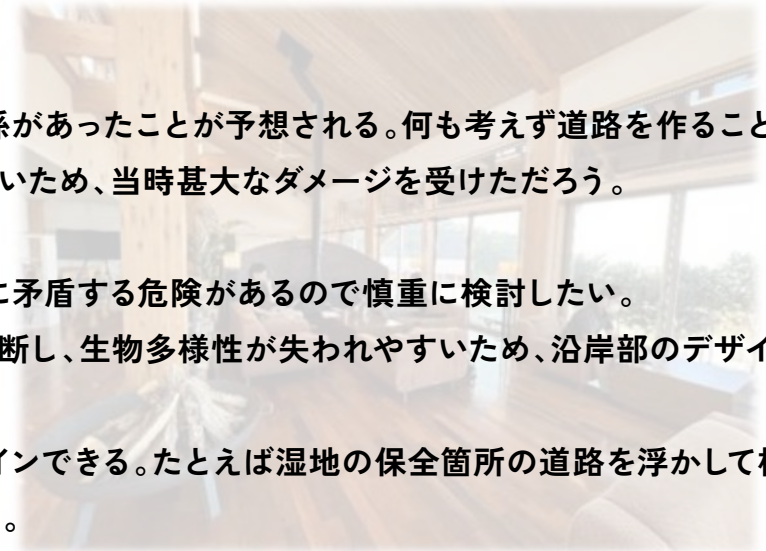 係があったことが予想される。何も考えず道路を作ること
いため、当時甚大なダメージを受けただろう。
に矛盾する危険があるので慎重に検討したい。
断し、生物多様性が失われやすいため、沿岸部のデザイ
インできる。たとえば湿地の保全箇所の道路を浮かして
。